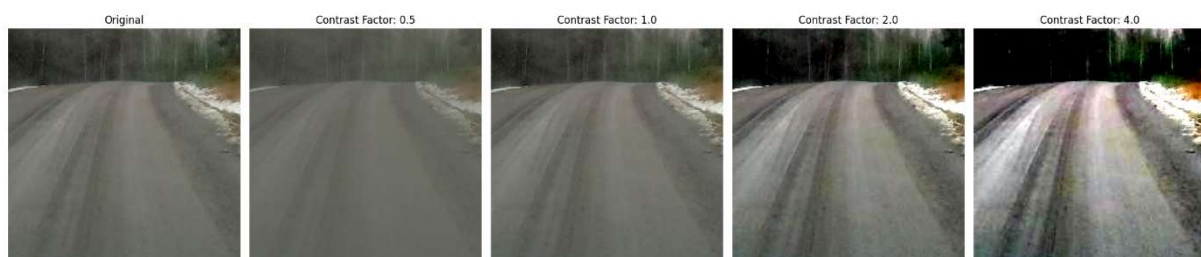 Original
Contrast Factor: 0.5
Contrast Factor: 1.0
Contrast Factor: 2.0
Contrast Factor: 4.0